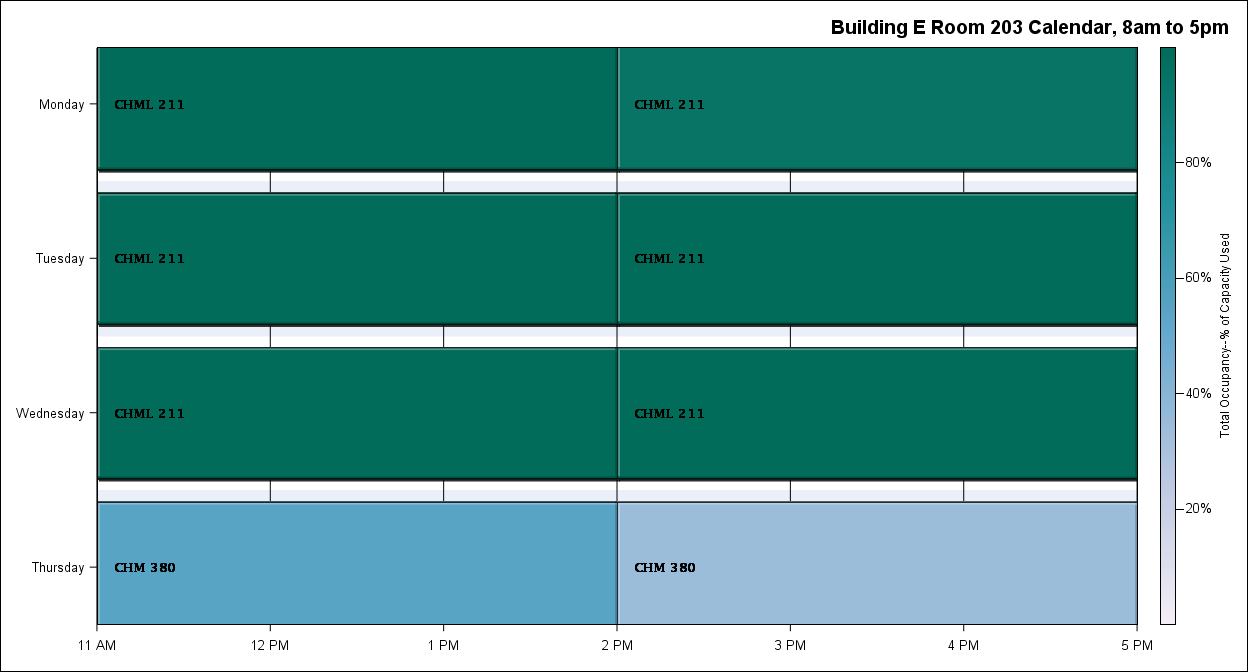 Building E Room 203 Calendar, 8am to 5pm
Monday
CHML 211
CHML 211
80%
Tuesday
CHML 211
CHML 211
60%
40%
Total Occupancy--% of Capacity Used
Wednesday
CHML 211
CHML 211
20%
Thursday
CHM 380
CHM 380
11 AM
12 PM
1 PM
2 PM
3 PM
4 PM
5 PM